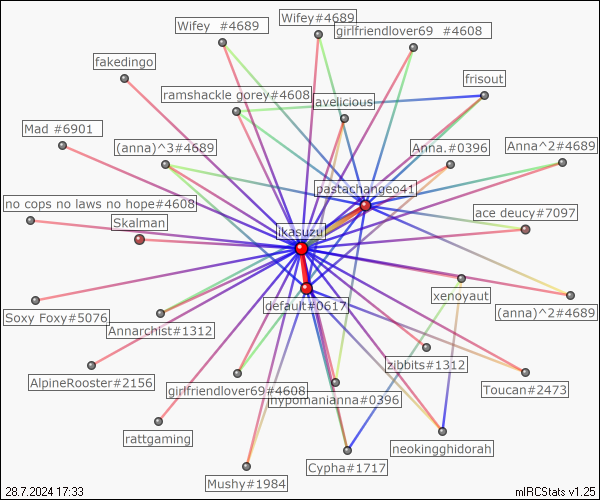 Wifey #4689
Wifey#4689
girlfriendlover69 #4608
fakedingo
frisout
ramshackle gorey#4608
avelicious
Mad #6901
(anna)^3#4689
Anna.#0396
Anna^2#4689
pastachangeo41
no cops no laws no hope#4608
ace deucy#7097
Skalman
ikasuzu
xenoyaut
default#0617
Soxy Foxy#5076
Annarchist#1312
(anna)^2#4689
zibbits#1312
AlpineRooster#2156
girlfriendlover69#4608
Toucan#2473
hypomanianna#0396
rattgaming
neokingghidorah
Cypha#1717
Mushy#1984
28.7.2024 17:33
mIRCStats v1.25